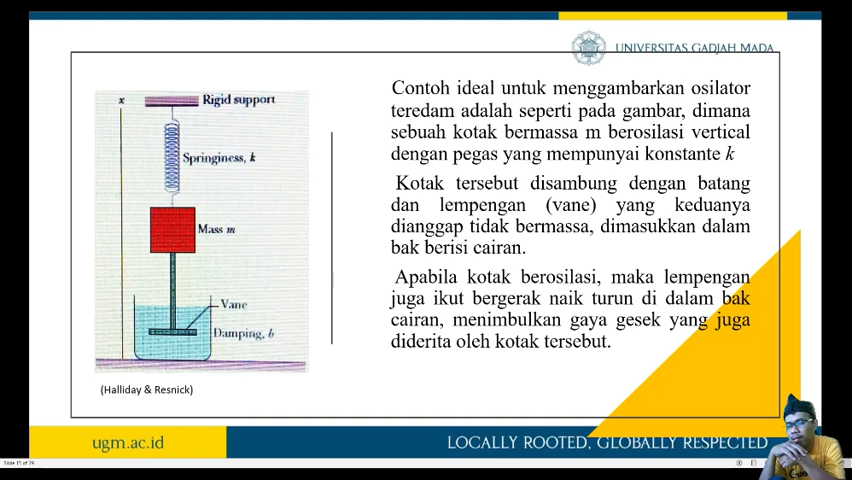 UNIVERSITAS GADJAH MADA
x
Rigid support
Springiness, k
Mass m
Vane
Damping, b
(Halliday & Resnick)
Contoh ideal untuk menggambarkan osilator
teredam adalah seperti pada gambar, dimana
sebuah kotak bermassa m berosilasi vertical
dengan pegas yang mempunyai konstante k
Kotak tersebut disambung dengan batang
dan lempengan (vane) yang keduanya
dianggap tidak bermassa, dimasukkan dalam
bak berisi cairan.
Apabila kotak berosilasi, maka lempengan
juga ikut bergerak naik turun di dalam bak
cairan, menimbulkan gaya gesek yang juga
diderita oleh kotak tersebut.
ugm.ac.id
LOCALLY ROOTED, GLOBALLY RESPECTED
Slide 15 of 29